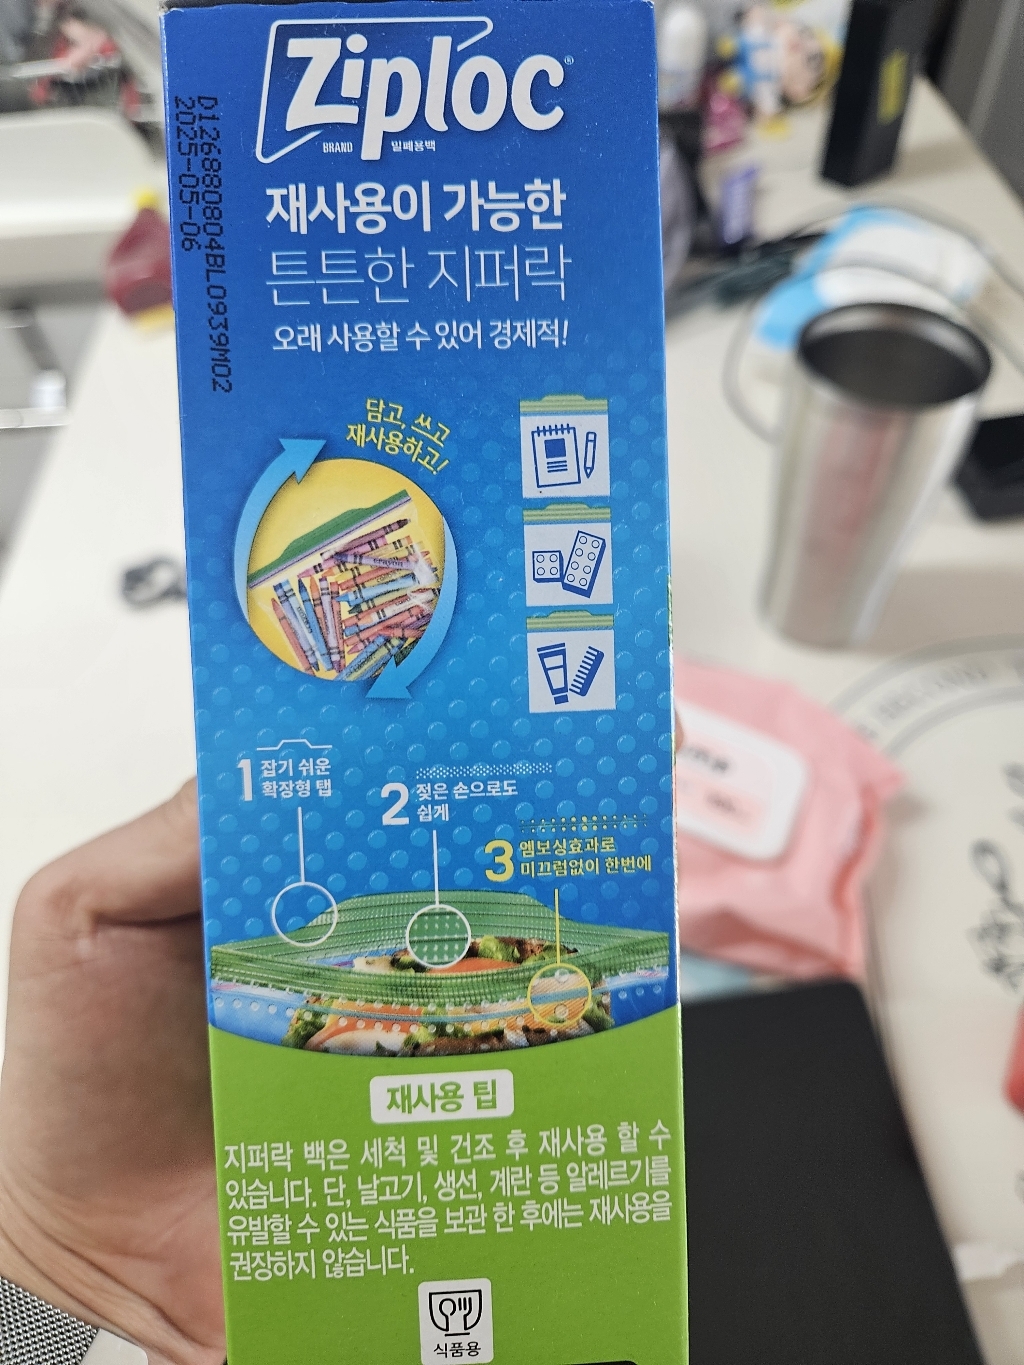 Ziploc®
BRAND 밀폐용백
D126880804BL0939M02
2025-05-06
재사용이 가능한
튼튼한 지퍼락
오래 사용할 수 있어 경제적!
담고, 쓰고
재사용하고!
1 잡기 쉬운
확장형 탭
2 젖은 손으로도
쉽게
3 엠보싱효과로
미끄럼없이 한번에
재사용 팁
지퍼락 백은 세척 및 건조 후 재사용 할 수
있습니다. 단, 날고기, 생선, 계란 등 알레르기를
유발할 수 있는 식품을 보관 한 후에는 재사용을
권장하지 않습니다.
식품용